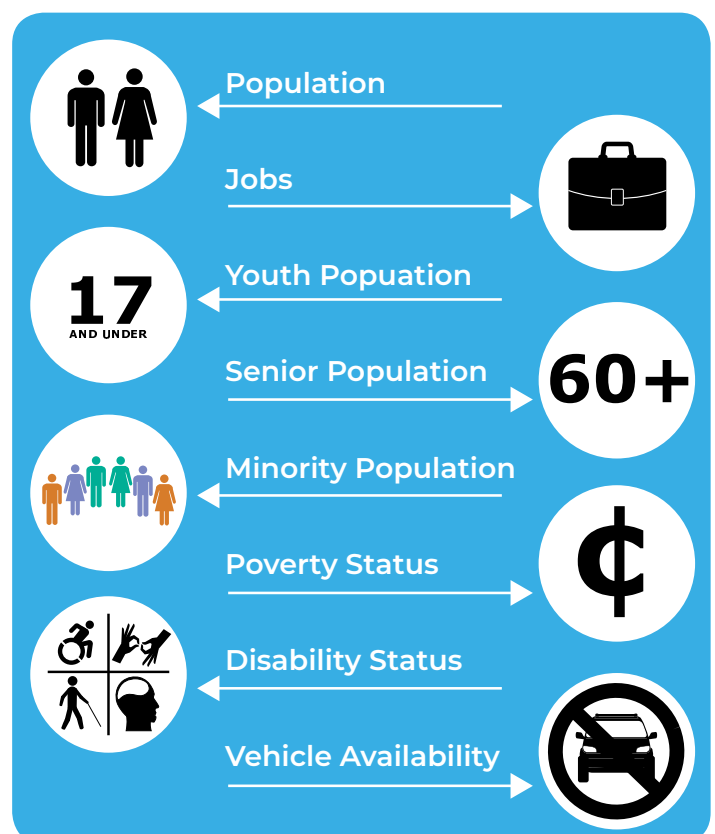 Population
Jobs
Youth Popuation
17
AND UNDER
Senior Population
60+
Minority Population
Poverty Status
¢
Disability Status
Vehicle Availability